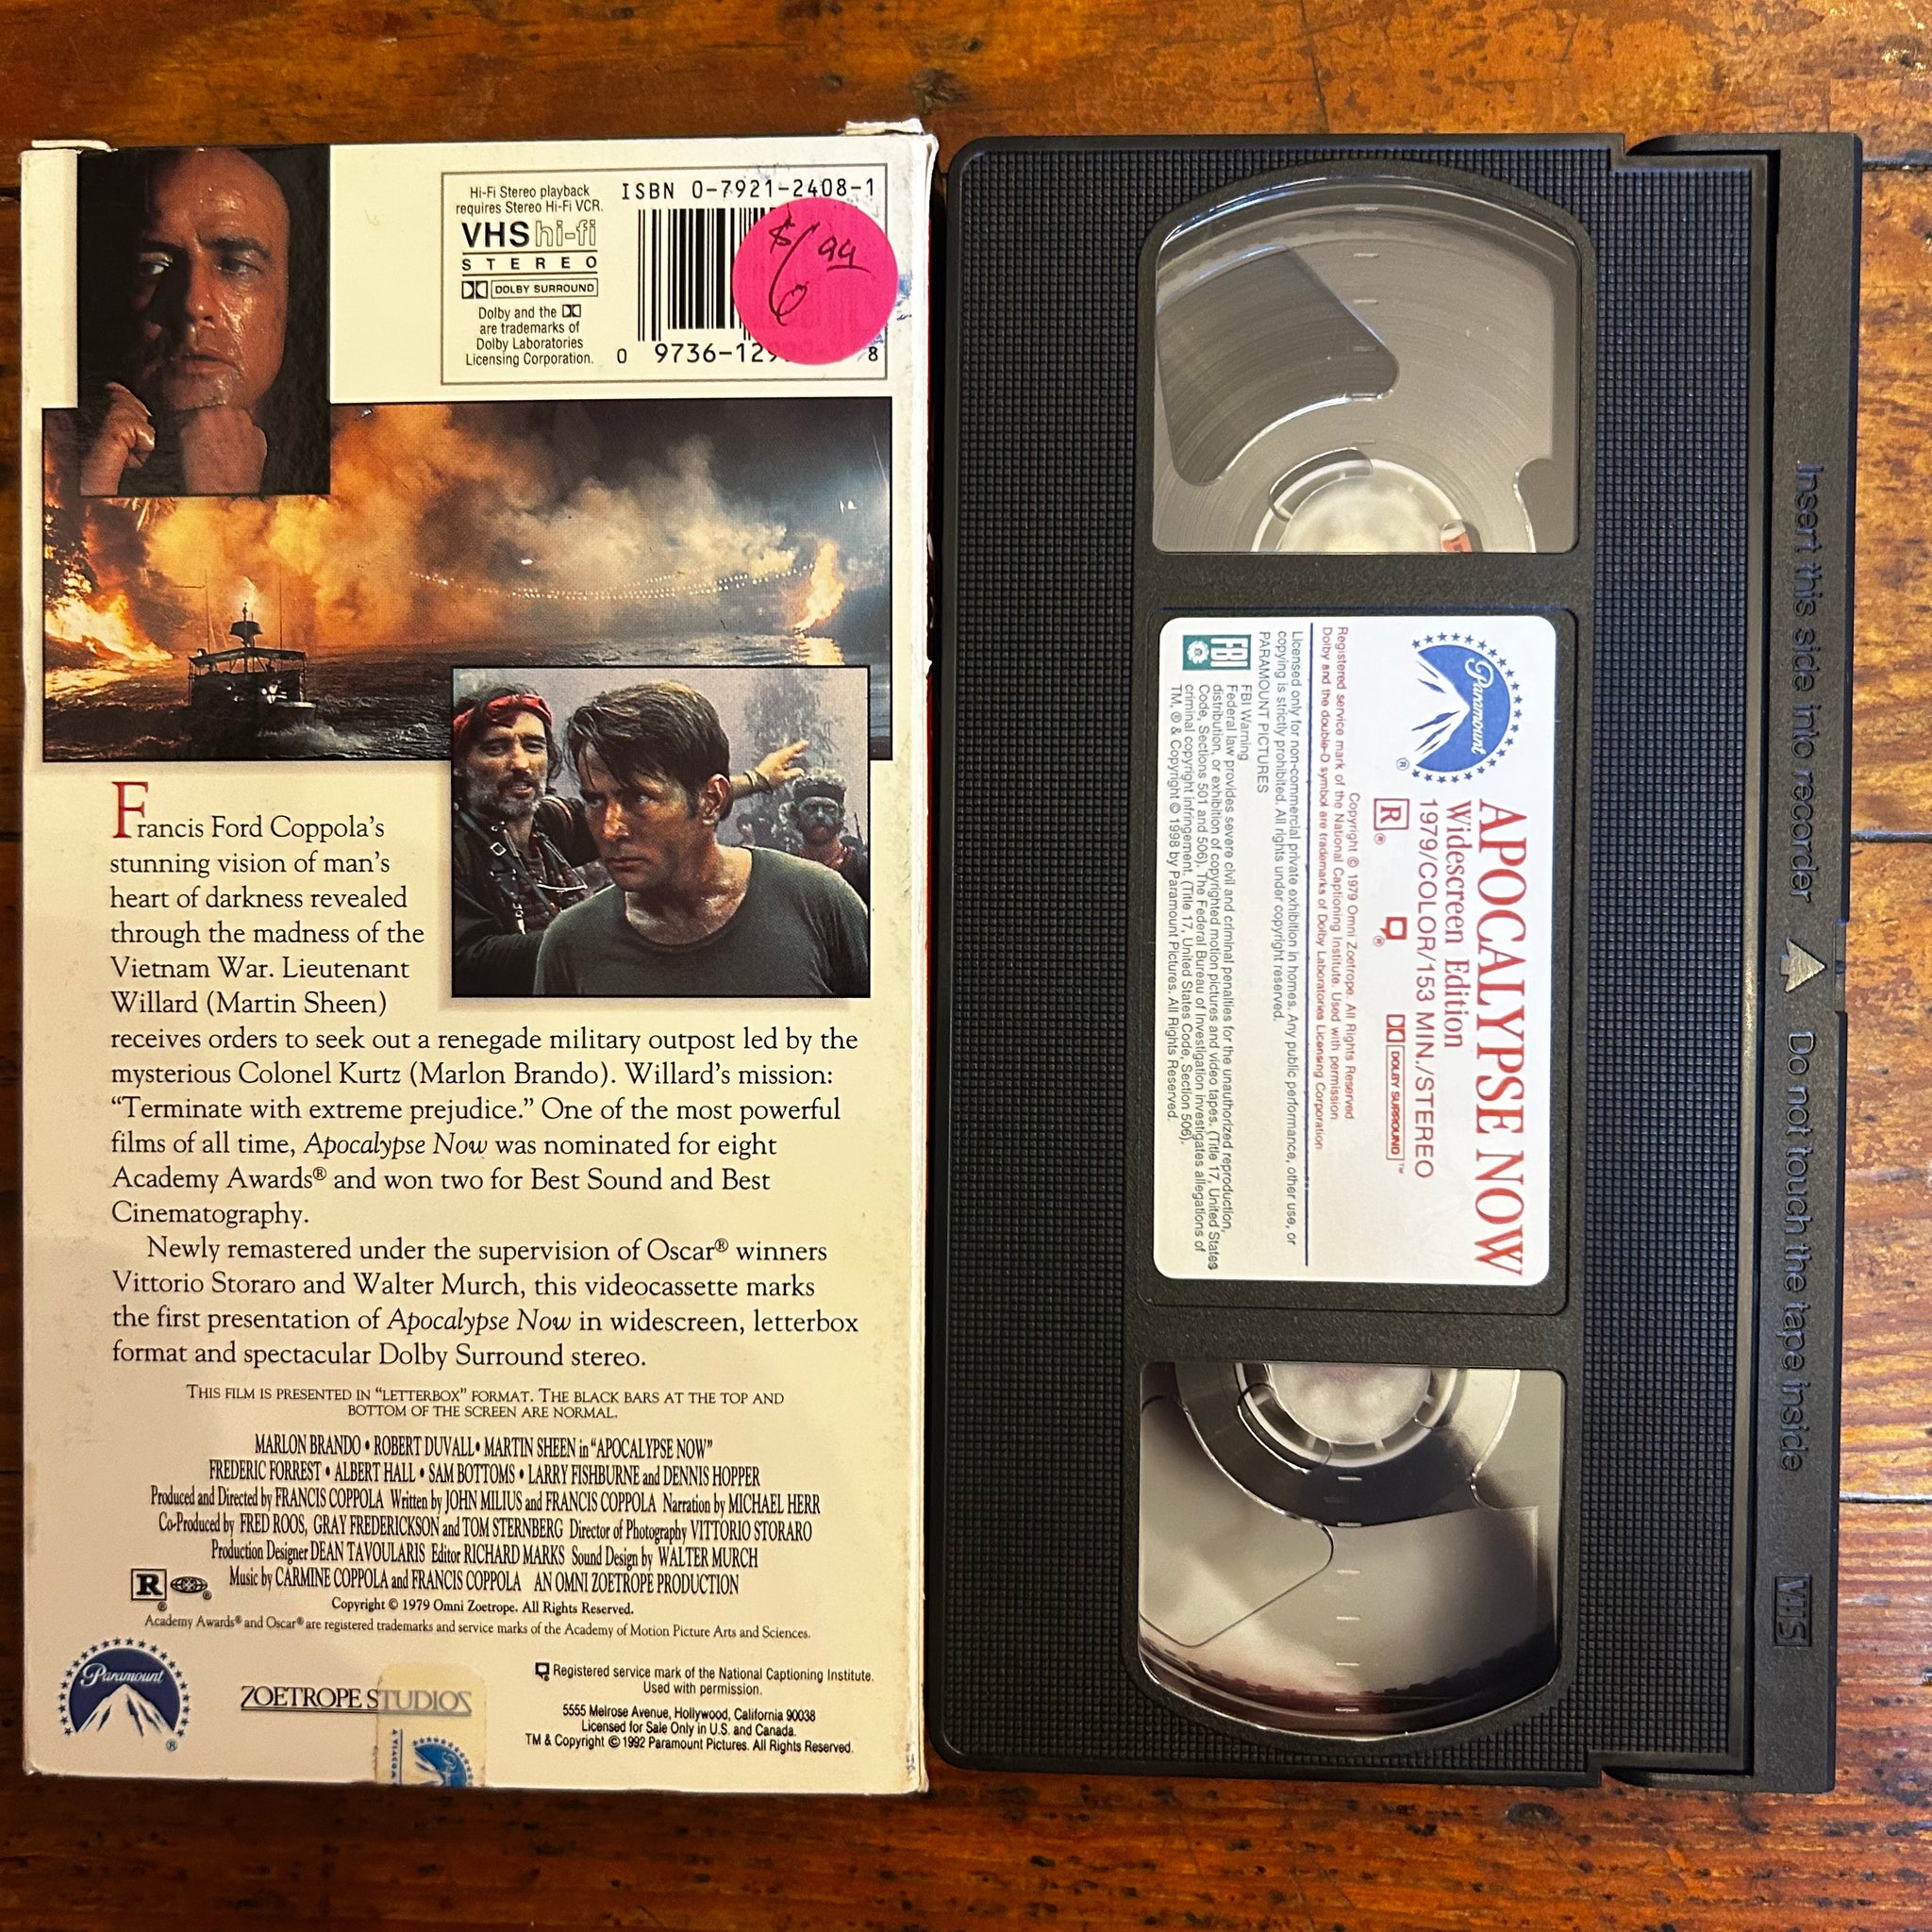 Hi-Fi Stereo playback
requires Stereo Hi-Fi VCR.
VHS hi-fi
STEREO
DOLBY SURROUND
Dolby and the
are trademarks of
Dolby Laboratories
Licensing Corporation.
ISBN 0-7921-2408-1
$6.99
0 9736-129 8
Francis Ford Coppola's
stunning vision of man's
heart of darkness revealed
through the madness of the
Vietnam War. Lieutenant
Willard (Martin Sheen)
receives orders to seek out a renegade military outpost led by the
mysterious Colonel Kurtz (Marlon Brando). Willard's mission:
“Terminate with extreme prejudice.” One of the most powerful
films of all time, Apocalypse Now was nominated for eight
Academy Awards® and won two for Best Sound and Best
Cinematography.
Newly remastered under the supervision of Oscar® winners
Vittorio Storaro and Walter Murch, this videocassette marks
the first presentation of Apocalypse Now in widescreen, letterbox
format and spectacular Dolby Surround stereo.
THIS FILM IS PRESENTED IN “LETTERBOX” FORMAT. THE BLACK BARS AT THE TOP AND
BOTTOM OF THE SCREEN ARE NORMAL.
MARLON BRANDO • ROBERT DUVALL • MARTIN SHEEN in “APOCALYPSE NOW”
FREDERIC FORREST • ALBERT HALL • SAM BOTTOMS • LARRY FISHBURNE and DENNIS HOPPER
Produced and Directed by FRANCIS COPPOLA Written by JOHN MILIUS and FRANCIS COPPOLA Narration by MICHAEL HERR
Co-Produced by FRED ROOS, GRAY FREDERICKSON and TOM STERNBERG Director of Photography VITTORIO STORARO
Production Designer DEAN TAVOULARIS Editor RICHARD MARKS Sound Design by WALTER MURCH
Music by CARMINE COPPOLA and FRANCIS COPPOLA AN OMNI ZOETROPE PRODUCTION
R®
Copyright © 1979 Omni Zoetrope. All Rights Reserved.
Academy Awards® and Oscar® are registered trademarks and service marks of the Academy of Motion Picture Arts and Sciences.
Paramount®
ZOETROPE STUDIOS
A VIACOM
Registered service mark of the National Captioning Institute.
Used with permission.
5555 Melrose Avenue, Hollywood, California 90038
Licensed for Sale Only in U.S. and Canada.
TM & Copyright © 1992 Paramount Pictures. All Rights Reserved.
Paramount®
APOCALYPSE NOW
Widescreen Edition
1979/COLOR/153 MIN./STEREO
R® ® DOLBY SURROUND™
Copyright © 1979 Omni Zoetrope. All Rights Reserved
Registered service mark of the National Captioning Institute. Used with permission.
Dolby and the double-D symbol are trademarks of Dolby Laboratories Licensing Corporation
Licensed only for non-commercial private exhibition in homes. Any public performance, other use, or
copying is strictly prohibited. All rights under copyright reserved.
PARAMOUNT PICTURES
FBI
FBI Warning
Federal law provides severe civil and criminal penalties for the unauthorized reproduction,
distribution, or exhibition of copyrighted motion pictures and video tapes. (Title 17, United States
Code, Sections 501 and 506). The Federal Bureau of Investigation investigates allegations of
criminal copyright infringement. (Title 17, United States Code, Section 506).
TM, ® & Copyright © 1998 by Paramount Pictures. All Rights Reserved.
Insert this side into recorder Do not touch the tape inside VHS